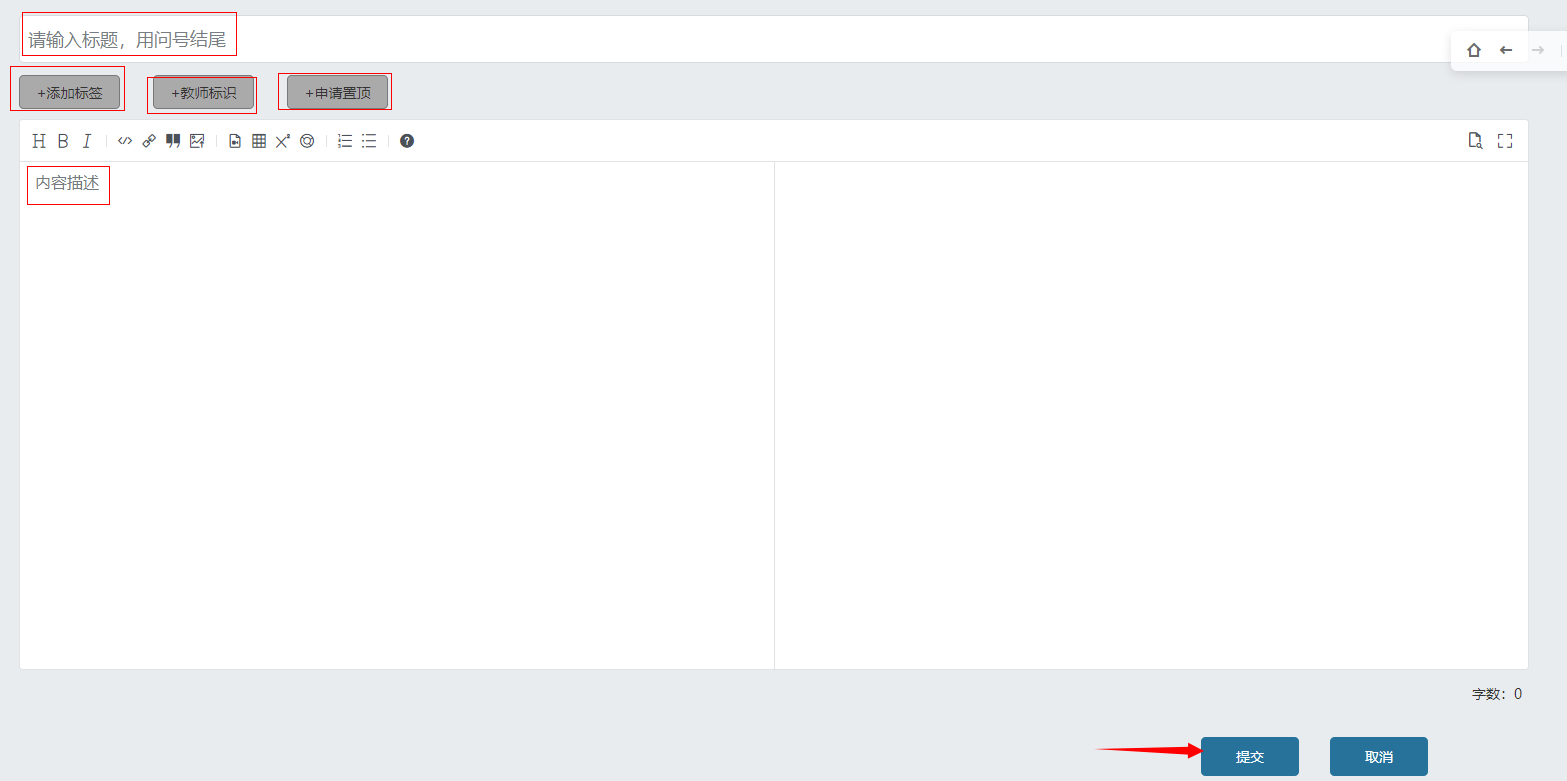 请输入标题，用问号结尾
+添加标签 +教师标识 +申请置顶
H B I
内容描述
字数：0
提交 取消